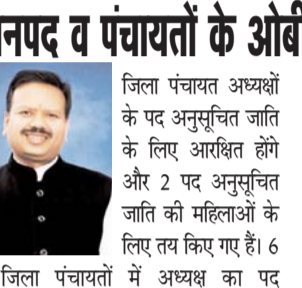 नपद व पंचायतों के ओबी
जिला पंचायत अध्यक्षों
के पद अनुसूचित जाति
के लिए आरक्षित होंगे
और 2 पद अनुसूचित
जाति की महिलाओं के
लिए तय किए गए हैं। 6
जिला पंचायतों में अध्यक्ष का पद